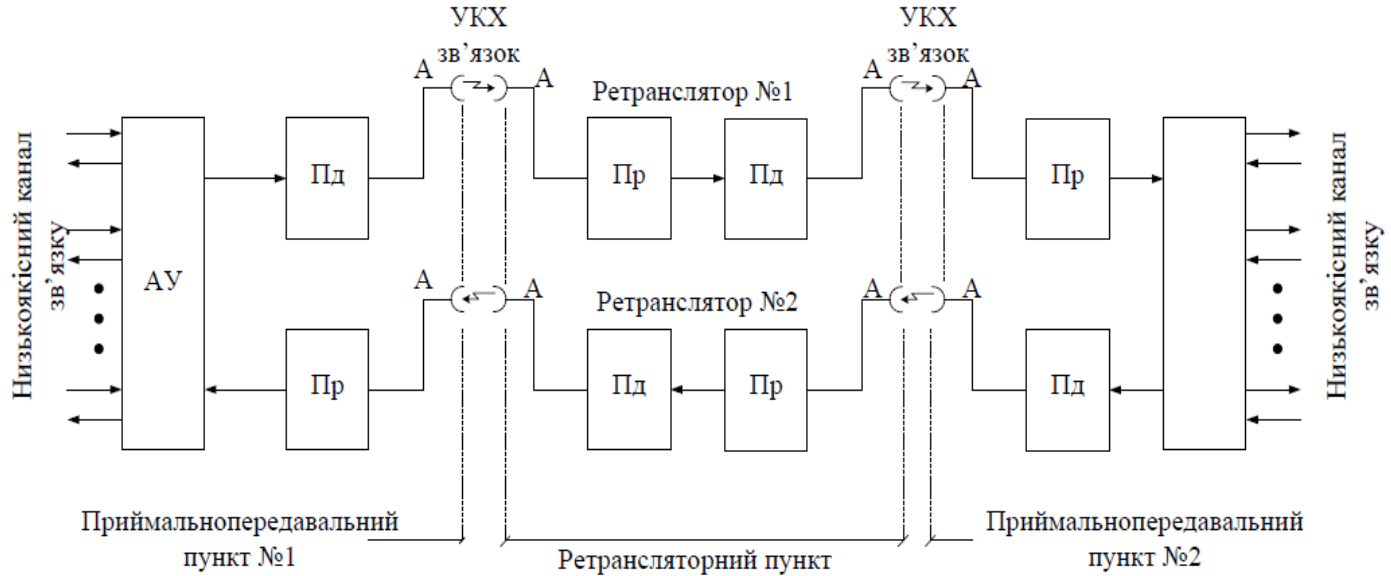 УКХ
зв’язок
УКХ
зв’язок
А
А
А
А
Ретранслятор №1
Пд
Пр
Пд
Пр
Низькоякісний канал
зв’язку
АУ
Низькоякісний канал
зв’язку
А
А
А
А
Ретранслятор №2
Пр
Пд
Пр
Пд
Приймальнопередавальний
пункт №1
Ретрансляторний пункт
Приймальнопередавальний
пункт №2